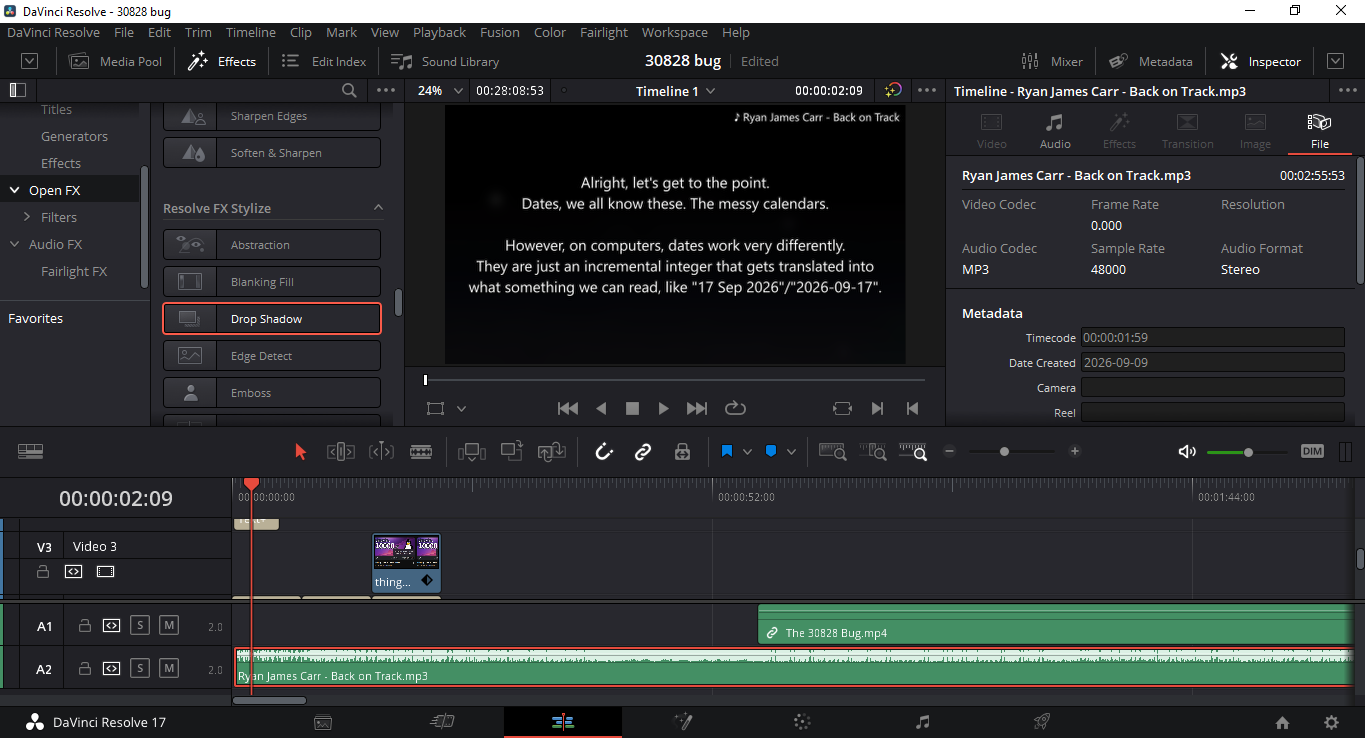 DaVinci Resolve - 30828 bug
DaVinci Resolve File Edit Trim Timeline Clip Mark View Playback Fusion Color Fairlight Workspace Help
Media Pool Effects Edit Index Sound Library 30828 bug Edited Mixer Metadata Inspector
24% 00:28:08:53 Timeline 1 00:00:02:09 Timeline - Ryan James Carr - Back on Track.mp3
Titles
Generators
Effects
Open FX
Filters
Audio FX
Fairlight FX
Favorites
Sharpen Edges
Soften & Sharpen
Resolve FX Stylize
Abstraction
Blanking Fill
Drop Shadow
Edge Detect
Emboss
♪ Ryan James Carr - Back on Track
Alright, let's get to the point.
Dates, we all know these. The messy calendars.
However, on computers, dates work very differently.
They are just an incremental integer that gets translated into
what something we can read, like "17 Sep 2026"/"2026-09-17".
Video Audio Effects Transition Image File
Ryan James Carr - Back on Track.mp3 00:02:55:53
Video Codec Frame Rate Resolution
0.000
Audio Codec Sample Rate Audio Format
MP3 48000 Stereo
Metadata
Timecode 00:00:01:59
Date Created 2026-09-09
Camera
Reel
DIM
00:00:02:09 00:00:00:00 00:00:52:00 00:01:44:00
V3 Video 3
thing...
A1 S M 2.0 The 30828 Bug.mp4
A2 S M 2.0 Ryan James Carr - Back on Track.mp3
DaVinci Resolve 17